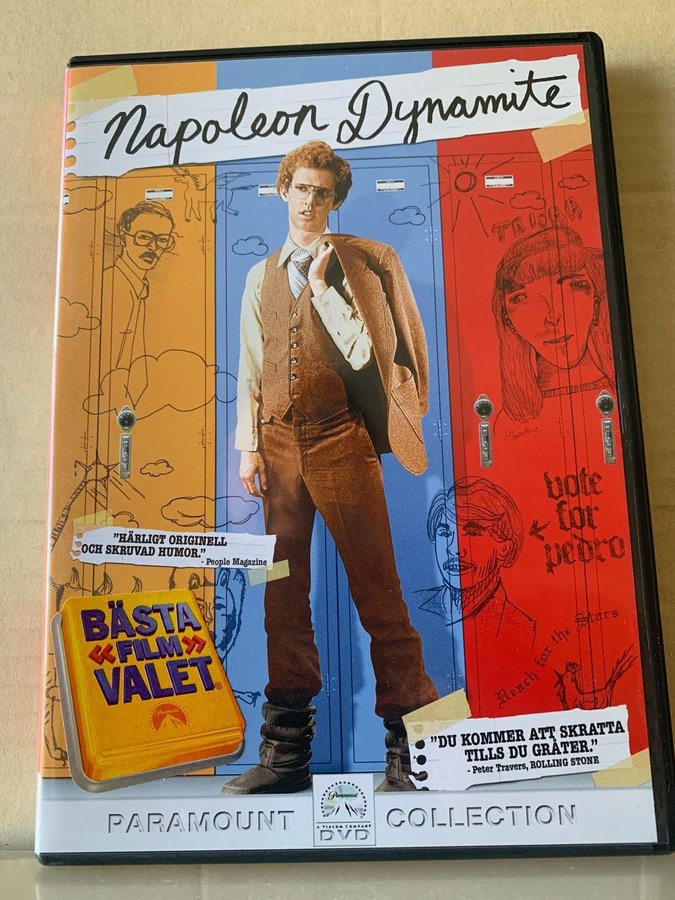 Napoleon Dynamite
TRISHA
Napoleon
vote
for
pedro
"HÄRLIGT ORIGINELL
OCH SKRUVAD HUMOR."
- People Magazine
BÄSTA
«FILM»
VALET®
Reach for the Stars
"DU KOMMER ATT SKRATTA
TILLS DU GRÅTER."
- Peter Travers, ROLLING STONE
PARAMOUNT
Paramount
A VIACOM COMPANY
DVD
COLLECTION